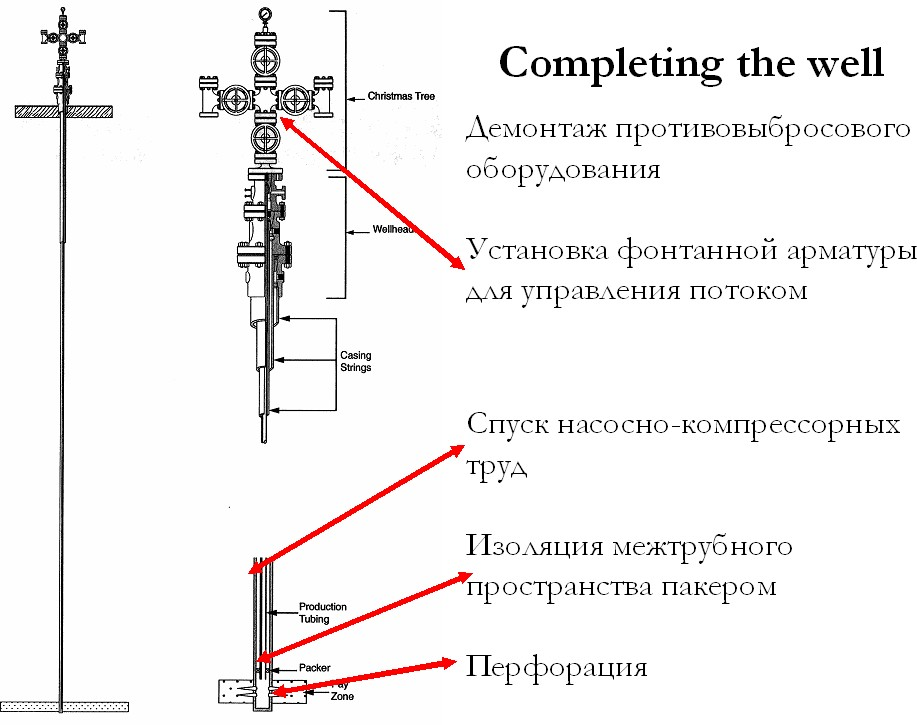 Completing the well
Демонтаж противовыбросового
оборудования
Установка фонтанной арматуры
для управления потоком
Спуск насосно-компрессорных
труд
Изоляция межтрубного
пространства пакером
Перфорация
Christmas Tree
Wellhead
Casing
Strings
Production
Tubing
Packer
Pay
Zone